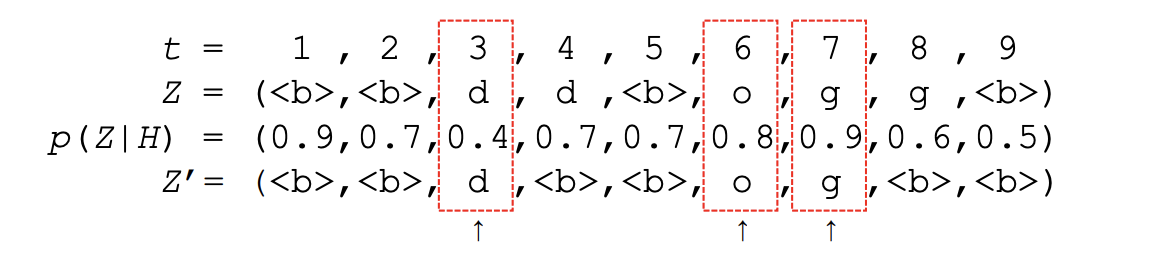 t = 1 , 2 , 3 , 4 , 5 , 6 , 7 , 8 , 9
Z = (<b>,<b>, d , d ,<b>, o , g , g ,<b>)
p(Z|H) = (0.9,0.7,0.4,0.7,0.7,0.8,0.9,0.6,0.5)
Z′= (<b>,<b>, d ,<b>,<b>, o , g ,<b>,<b>)
↑ ↑ ↑